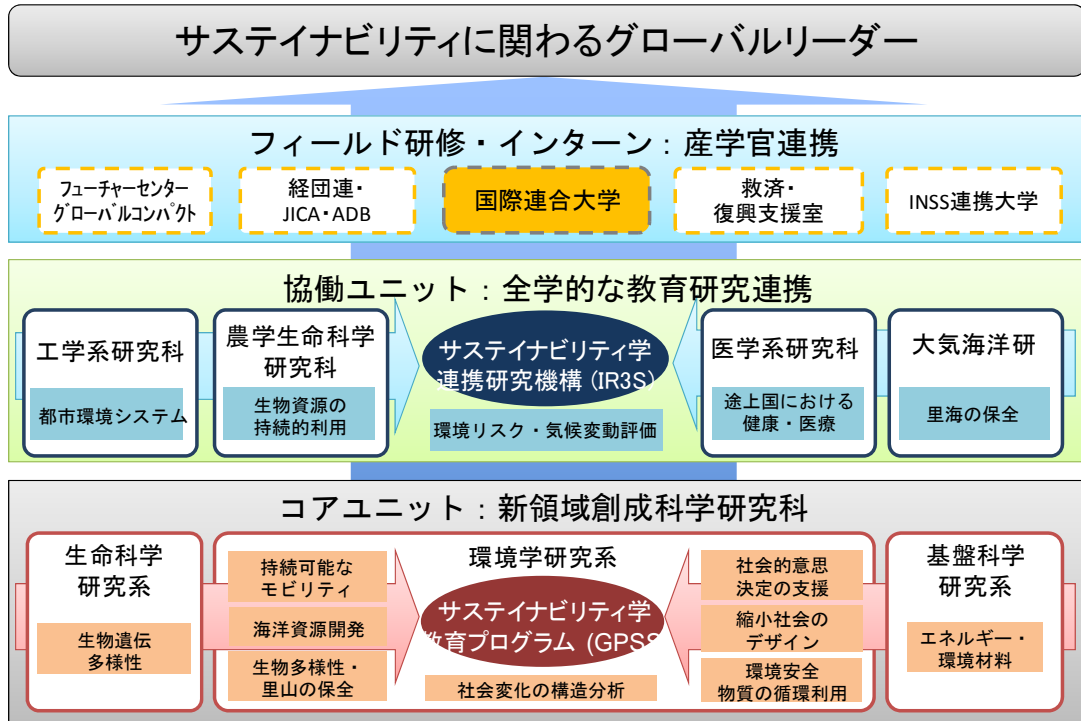 サステイナビリティに関わるグローバルリーダー
フィールド研修・インターン：産学官連携
フューチャーセンター
グローバルコンパクト
経団連・
JICA・ADB
国際連合大学
救済・
復興支援室
INSS連携大学
協働ユニット：全学的な教育研究連携
工学系研究科
都市環境システム
農学生命科学
研究科
生物資源の
持続的利用
サステイナビリティ学
連携研究機構 (IR3S)
環境リスク・気候変動評価
医学系研究科
途上国における
健康・医療
大気海洋研
里海の保全
コアユニット：新領域創成科学研究科
生命科学
研究系
生物遺伝
多様性
環境学研究系
持続可能な
モビリティ
海洋資源開発
生物多様性・
里山の保全
サステイナビリティ学
教育プログラム (GPSS
社会変化の構造分析
社会的意思
決定の支援
縮小社会の
デザイン
環境安全
物質の循環利用
基盤科学
研究系
エネルギー・
環境材料